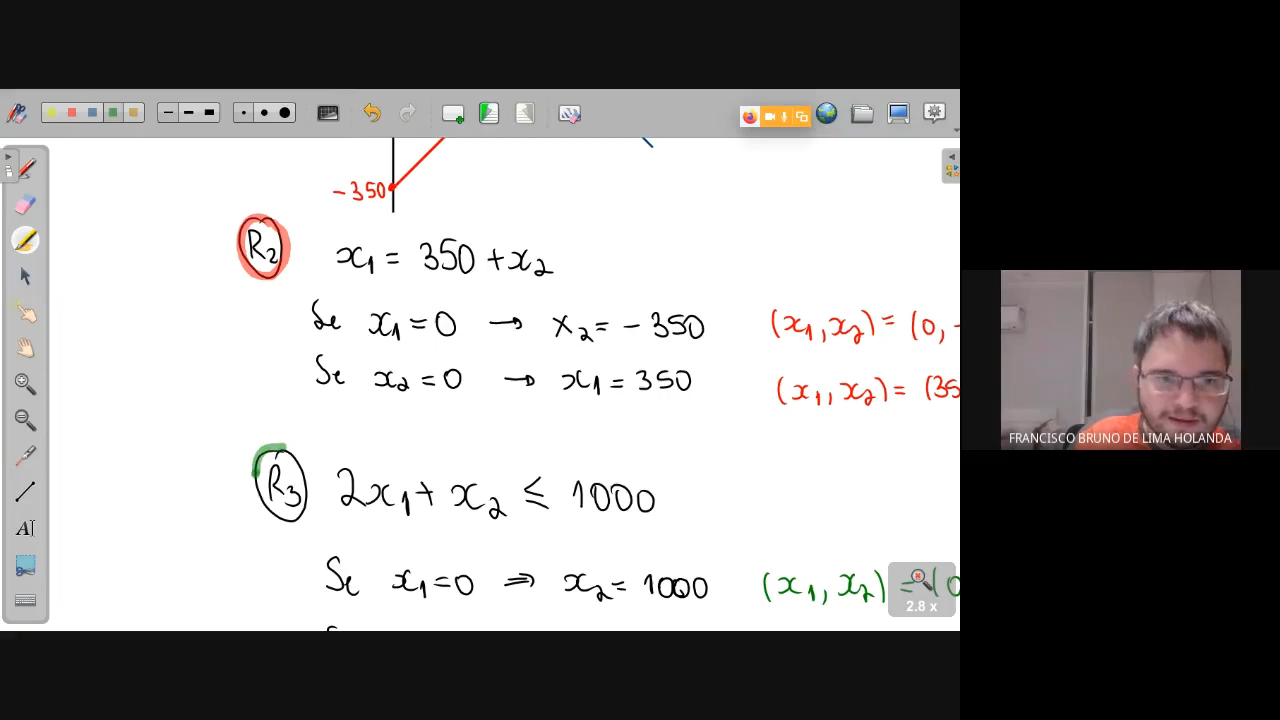 -350
R2 x1 = 350 + x2
Se x1 = 0 → x2 = -350 (x1, x2) = (0, -
Se x2 = 0 → x1 = 350 (x1, x2) = (35
R3 2x1 + x2 ≤ 1000
Se x1 = 0 ⇒ x2 = 1000 (x1, x2) = (0
2.8 x
FRANCISCO BRUNO DE LIMA HOLANDA